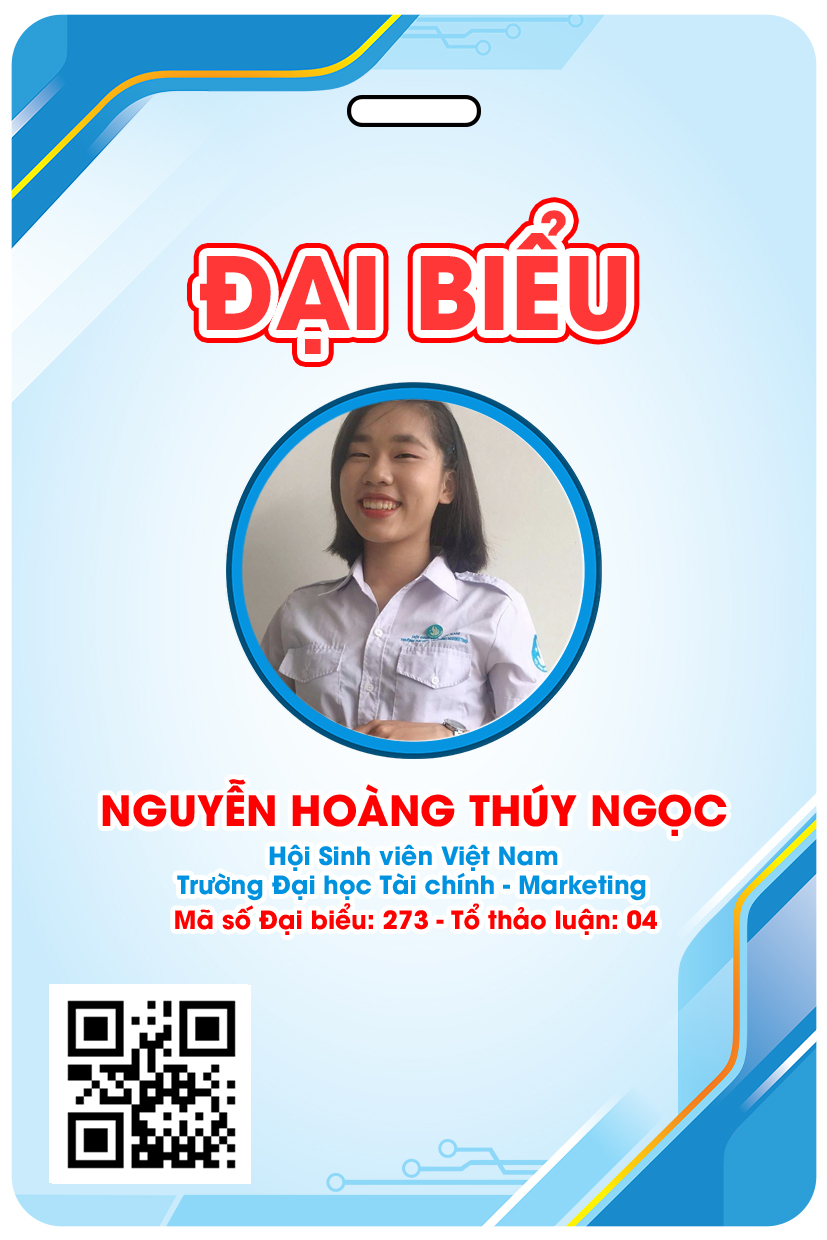 ĐẠI BIỂU
NGUYỄN HOÀNG THÚY NGỌC
Hội Sinh viên Việt Nam
Trường Đại học Tài chính - Marketing
Mã số Đại biểu: 273 - Tổ thảo luận: 04